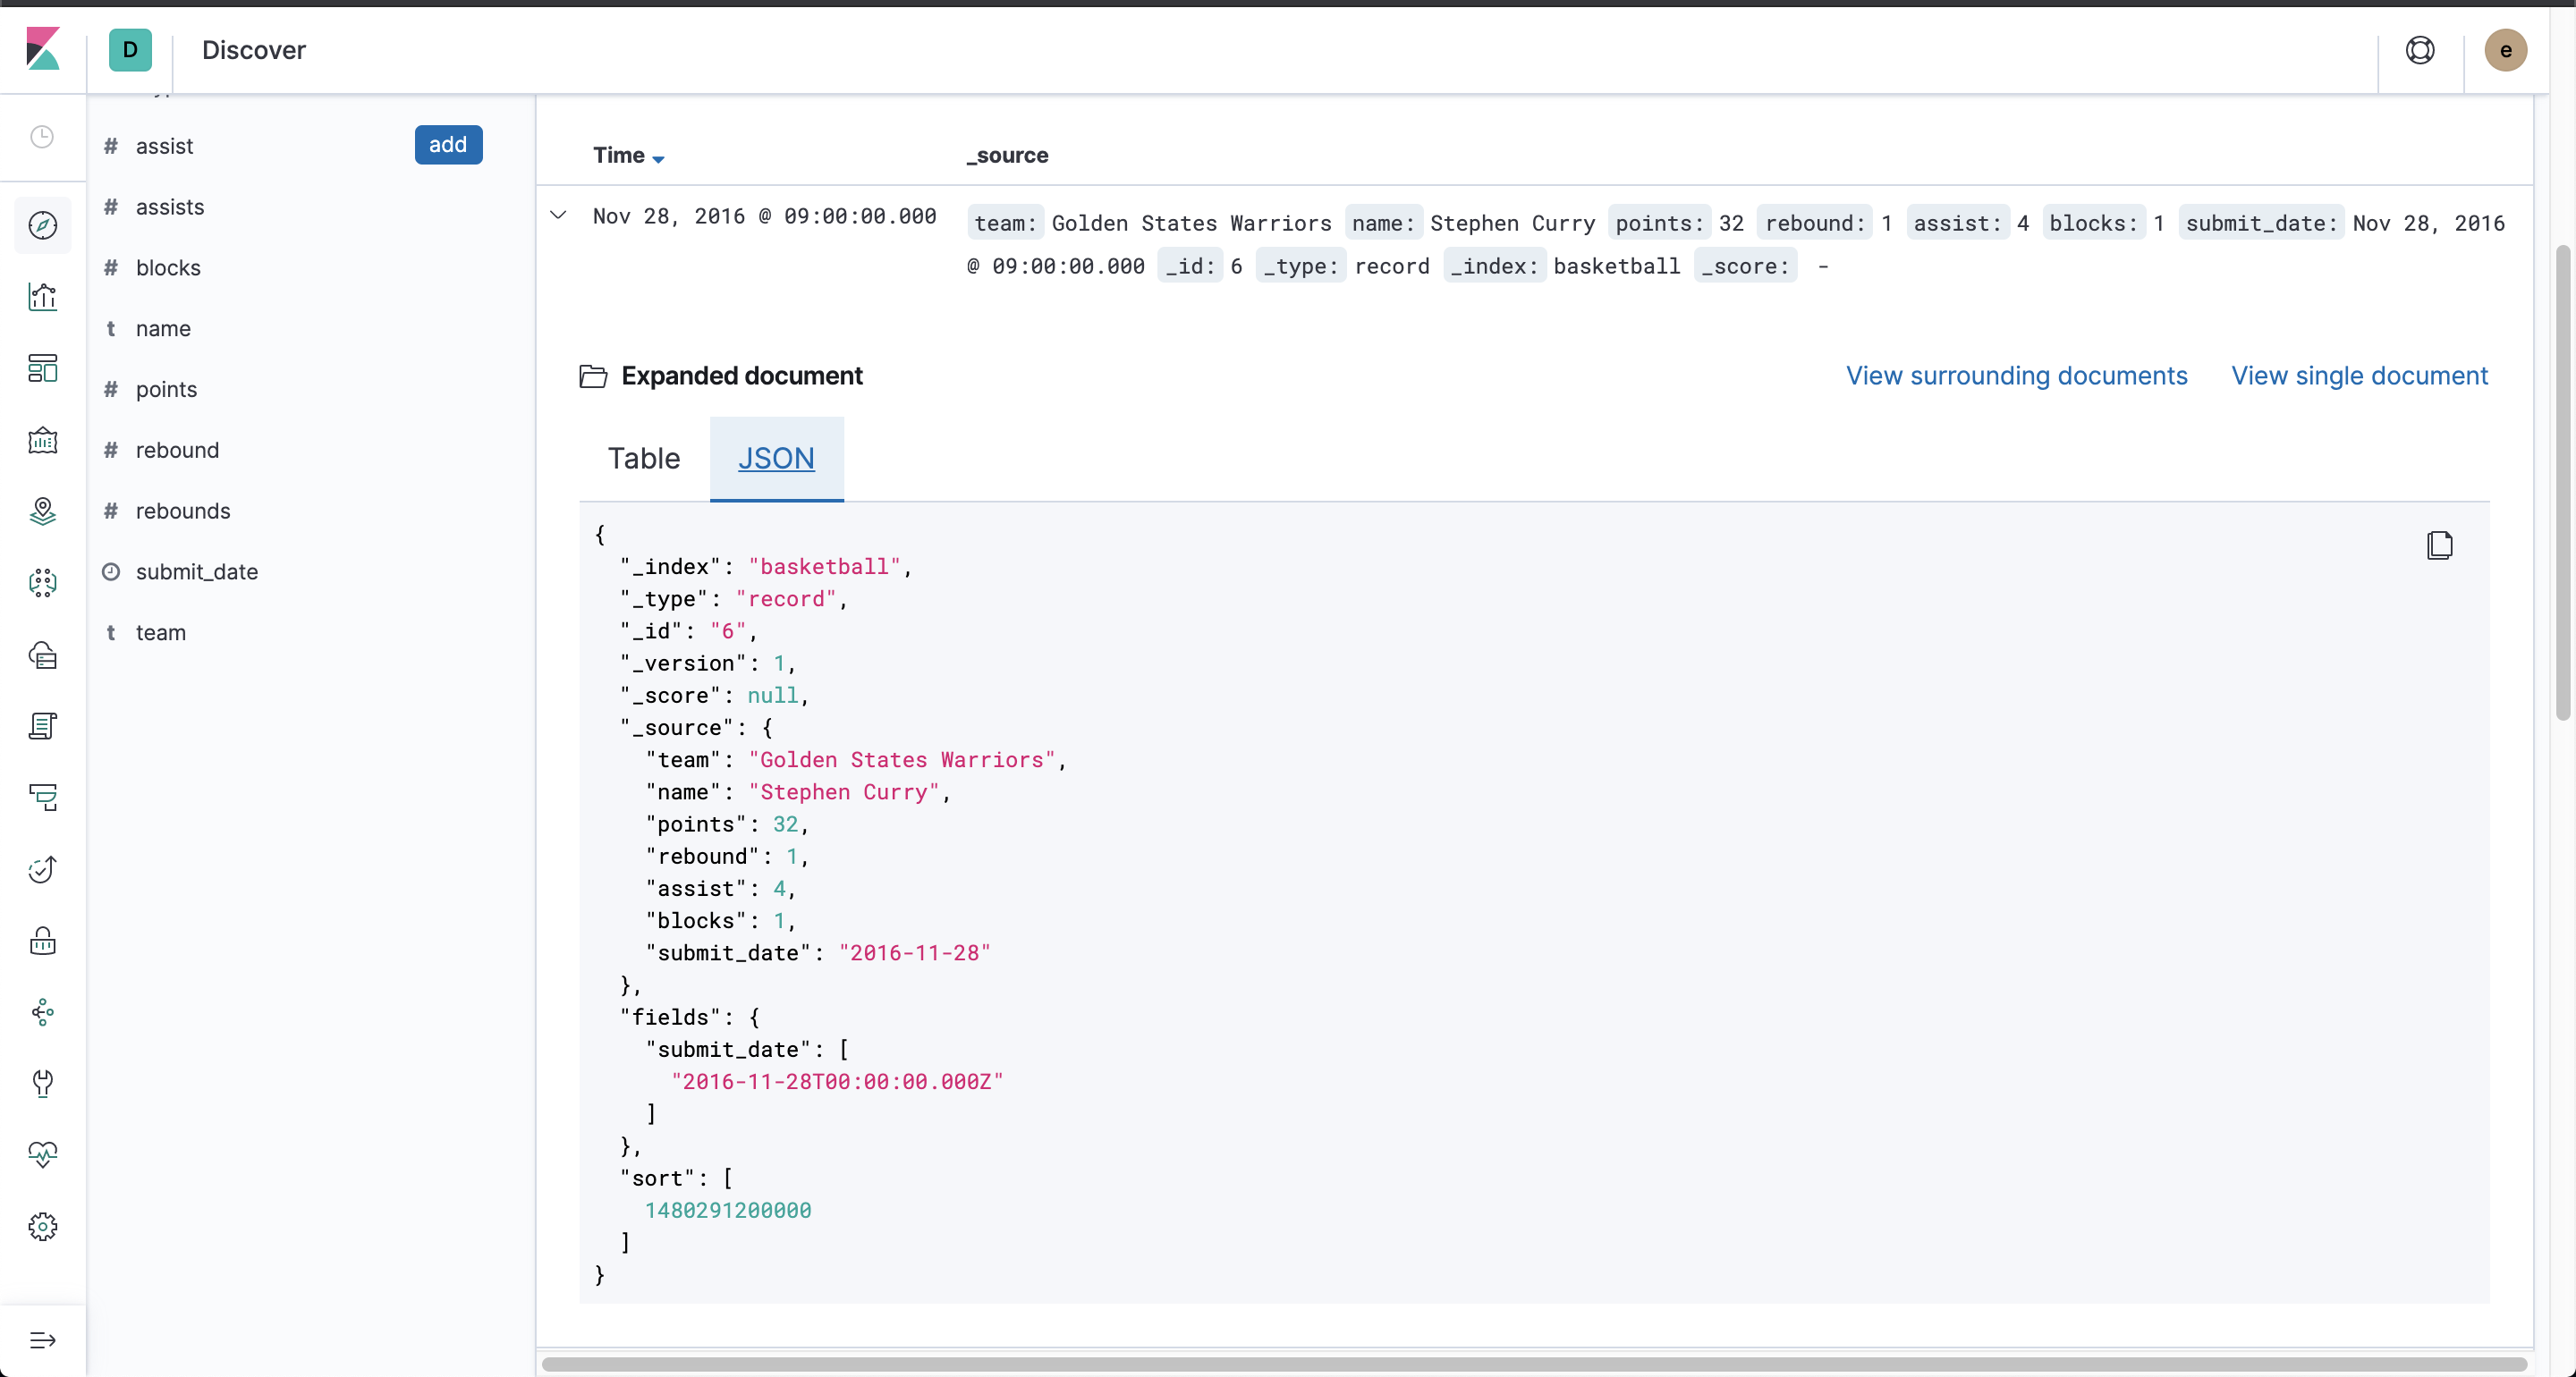 D
Discover
e
# assist add
# assists
# blocks
t name
# points
# rebound
# rebounds
submit_date
t team
Time _source
Nov 28, 2016 @ 09:00:00.000 team: Golden States Warriors name: Stephen Curry points: 32 rebound: 1 assist: 4 blocks: 1 submit_date: Nov 28, 2016
@ 09:00:00.000 _id: 6 _type: record _index: basketball _score: -
Expanded document View surrounding documents View single document
Table JSON
{
"_index": "basketball",
"_type": "record",
"_id": "6",
"_version": 1,
"_score": null,
"_source": {
"team": "Golden States Warriors",
"name": "Stephen Curry",
"points": 32,
"rebound": 1,
"assist": 4,
"blocks": 1,
"submit_date": "2016-11-28"
},
"fields": {
"submit_date": [
"2016-11-28T00:00:00.000Z"
]
},
"sort": [
1480291200000
]
}